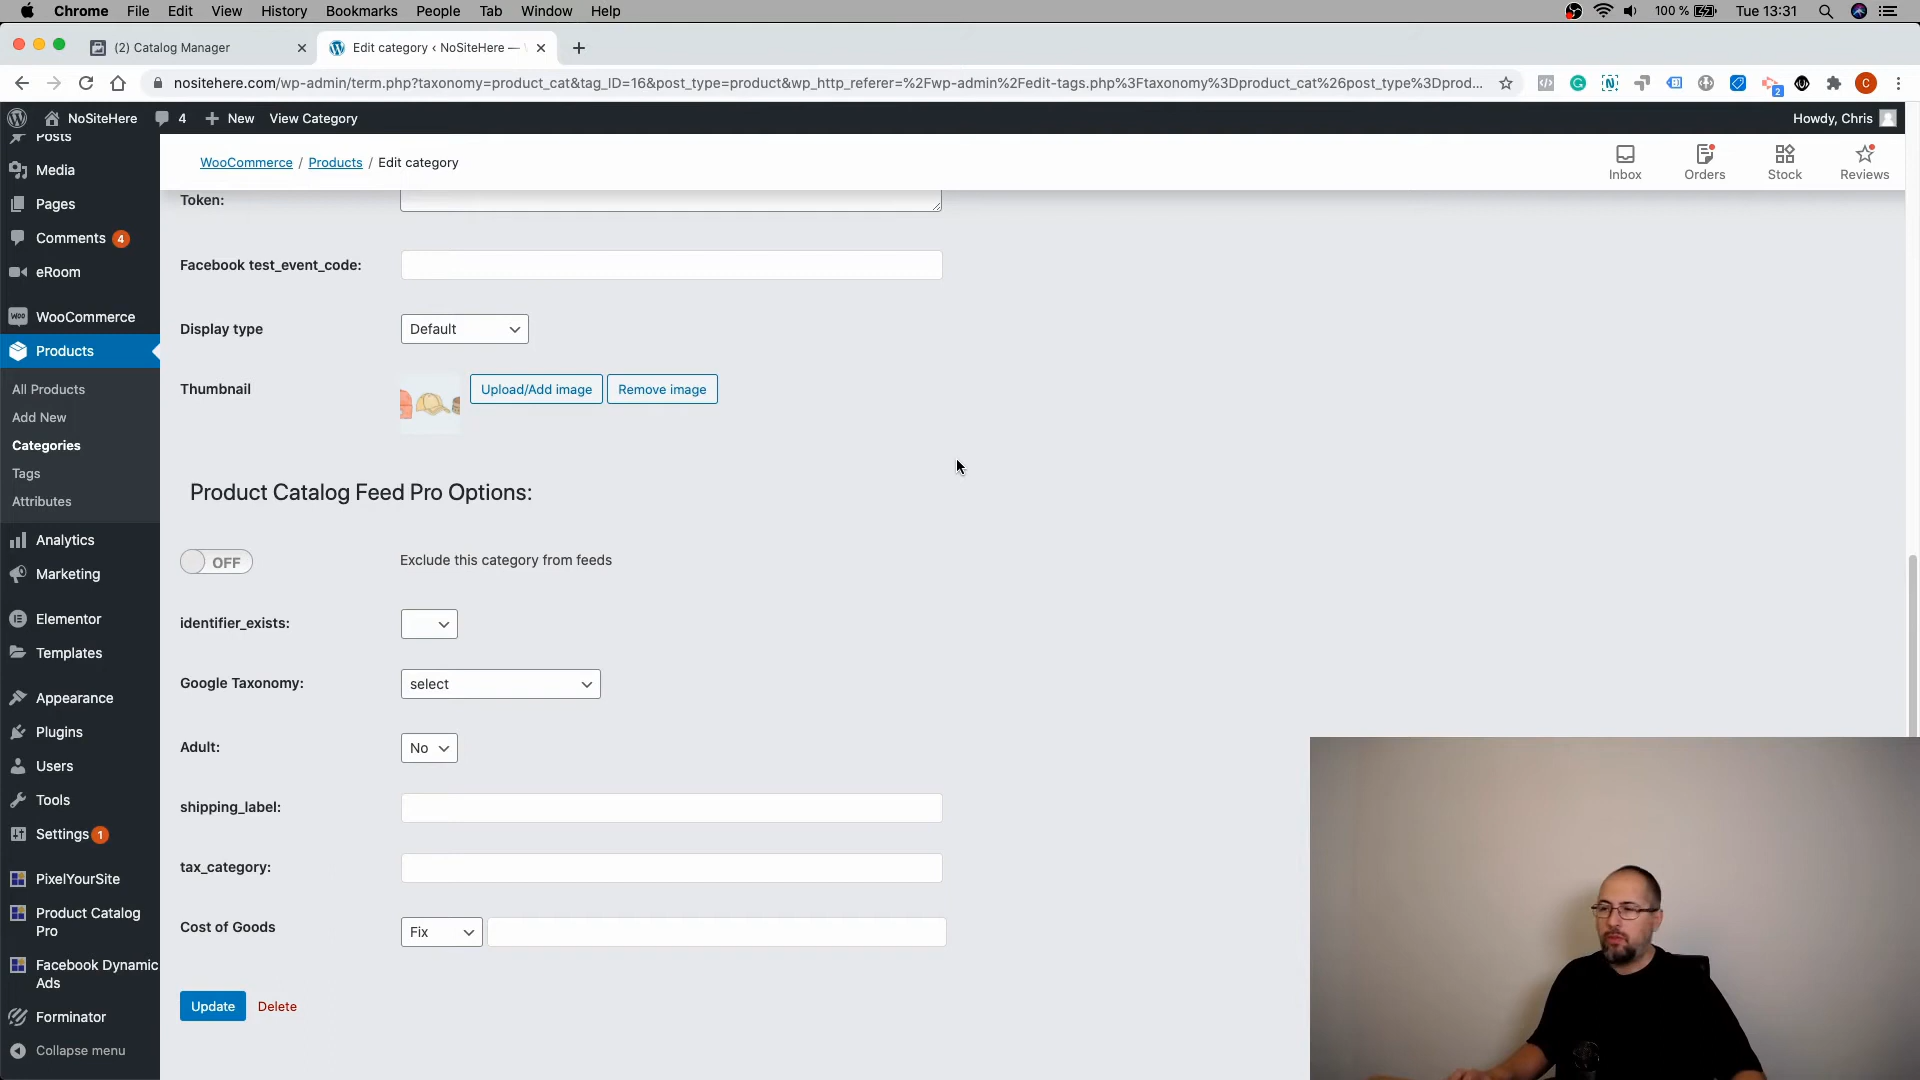 Chrome File Edit View History Bookmarks People Tab Window Help 100 % Tue 13:31
(2) Catalog Manager
Edit category ‹ NoSiteHere —
nositehere.com/wp-admin/term.php?taxonomy=product_cat&tag_ID=16&post_type=product&wp_http_referer=%2Fwp-admin%2Fedit-tags.php%3Ftaxonomy%3Dproduct_cat%26post_type%3Dprod...
2
C
NoSiteHere 4 New View Category Howdy, Chris
Posts
Media
Pages
Comments 4
eRoom
WooCommerce
Products
All Products
Add New
Categories
Tags
Attributes
Analytics
Marketing
Elementor
Templates
Appearance
Plugins
Users
Tools
Settings 1
PixelYourSite
Product Catalog
Pro
Facebook Dynamic
Ads
Forminator
Collapse menu
WooCommerce / Products / Edit category
Inbox Orders Stock Reviews
Token:
Facebook test_event_code:
Display type Default
Thumbnail Upload/Add image Remove image
Product Catalog Feed Pro Options:
OFF Exclude this category from feeds
identifier_exists:
Google Taxonomy: select
Adult: No
shipping_label:
tax_category:
Cost of Goods Fix
Update Delete